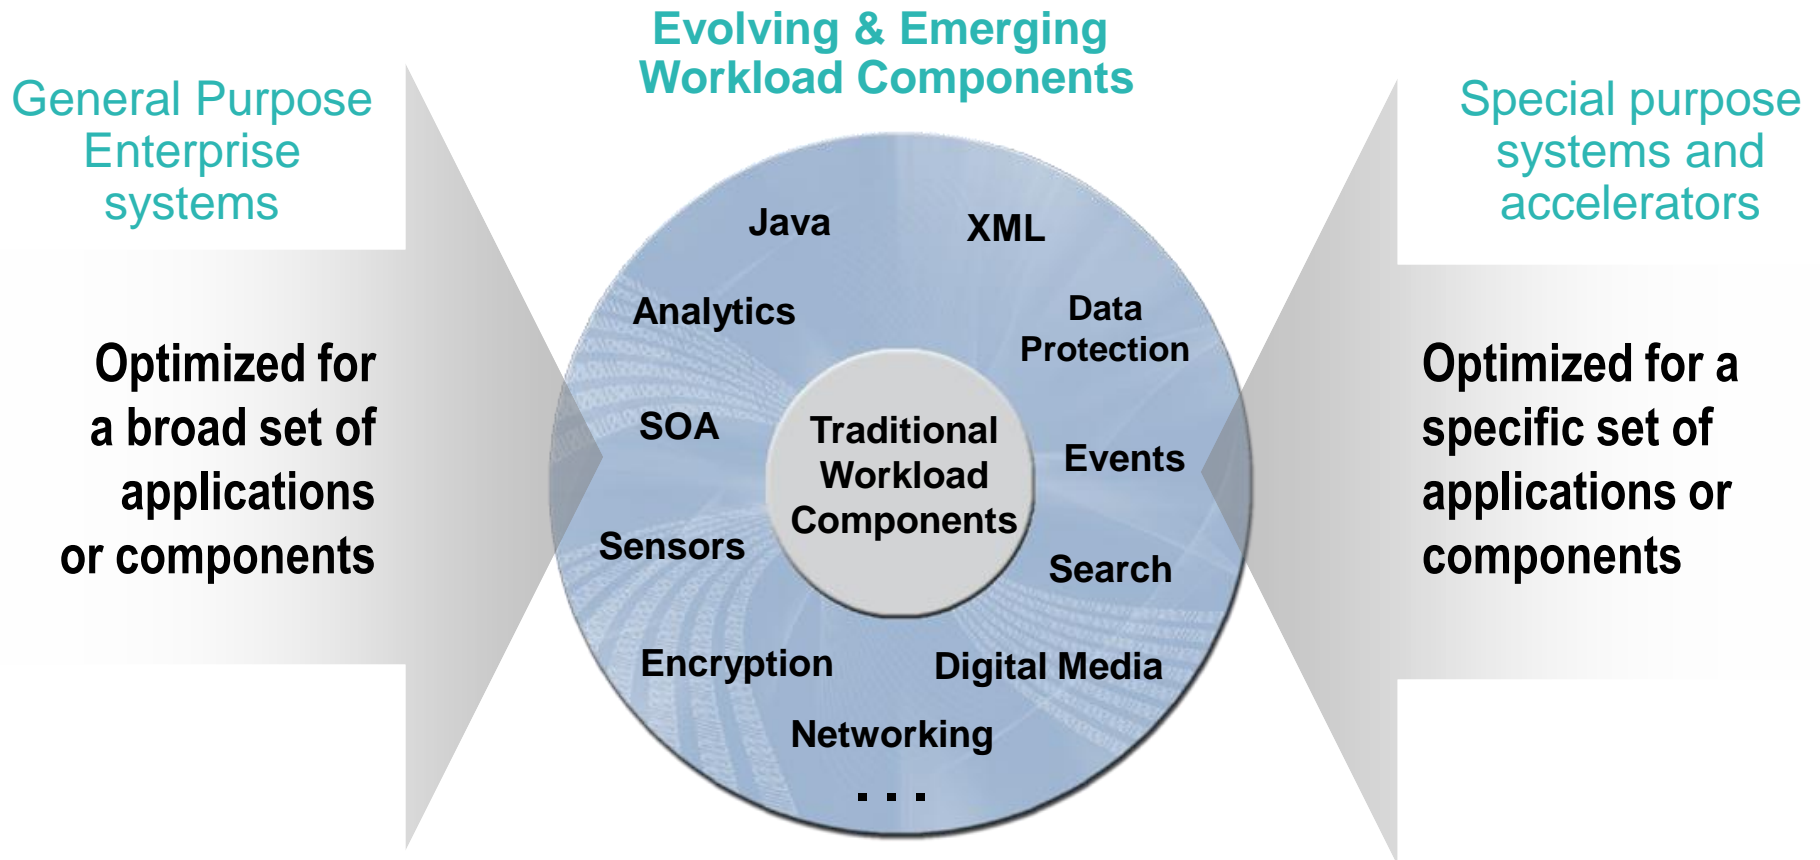 Evolving & Emerging
Workload Components
General Purpose
Enterprise
systems
Special purpose
systems and
accelerators
Optimized for
a broad set of
applications
or components
Java
XML
Analytics
Data
Protection
SOA
Traditional
Workload
Components
Events
Sensors
Search
Encryption
Digital Media
Networking
. . .
Optimized for a
specific set of
applications or
components